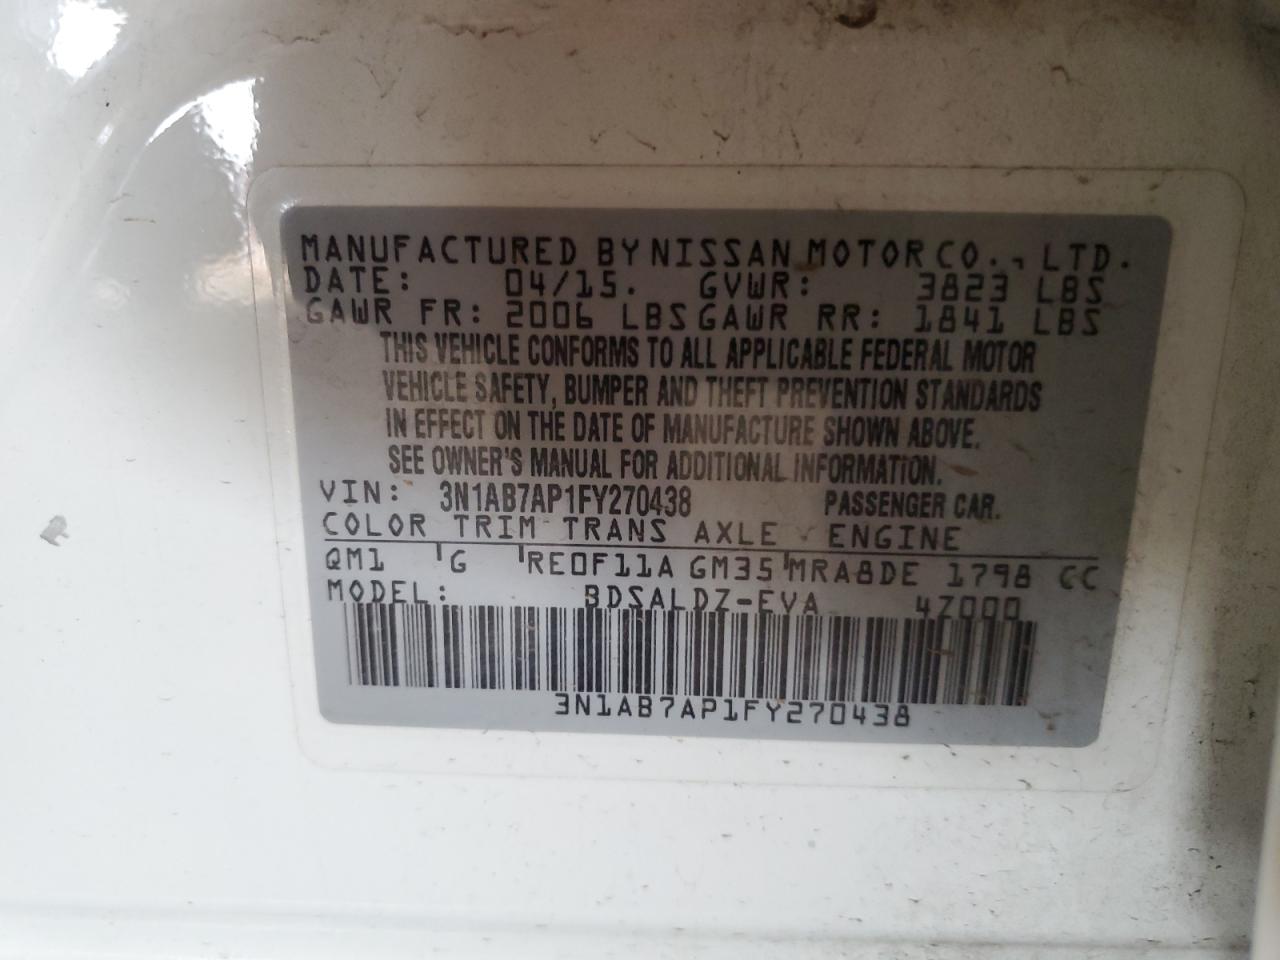 MANUFACTURED BY NISSAN MOTOR CO., LTD.
DATE: 04/15. GVWR: 3823 LBS
GAWR FR: 2006 LBS GAWR RR: 1841 LBS
THIS VEHICLE CONFORMS TO ALL APPLICABLE FEDERAL MOTOR
VEHICLE SAFETY, BUMPER AND THEFT PREVENTION STANDARDS
IN EFFECT ON THE DATE OF MANUFACTURE SHOWN ABOVE.
SEE OWNER'S MANUAL FOR ADDITIONAL INFORMATION.
VIN: 3N1AB7AP1FY270438 PASSENGER CAR.
COLOR TRIM TRANS AXLE ENGINE
QM1 G RE0F11A GM35 MRA8DE 1798 CC
MODEL: BDSALDZ-EVA 4Z000
3N1AB7AP1FY270438